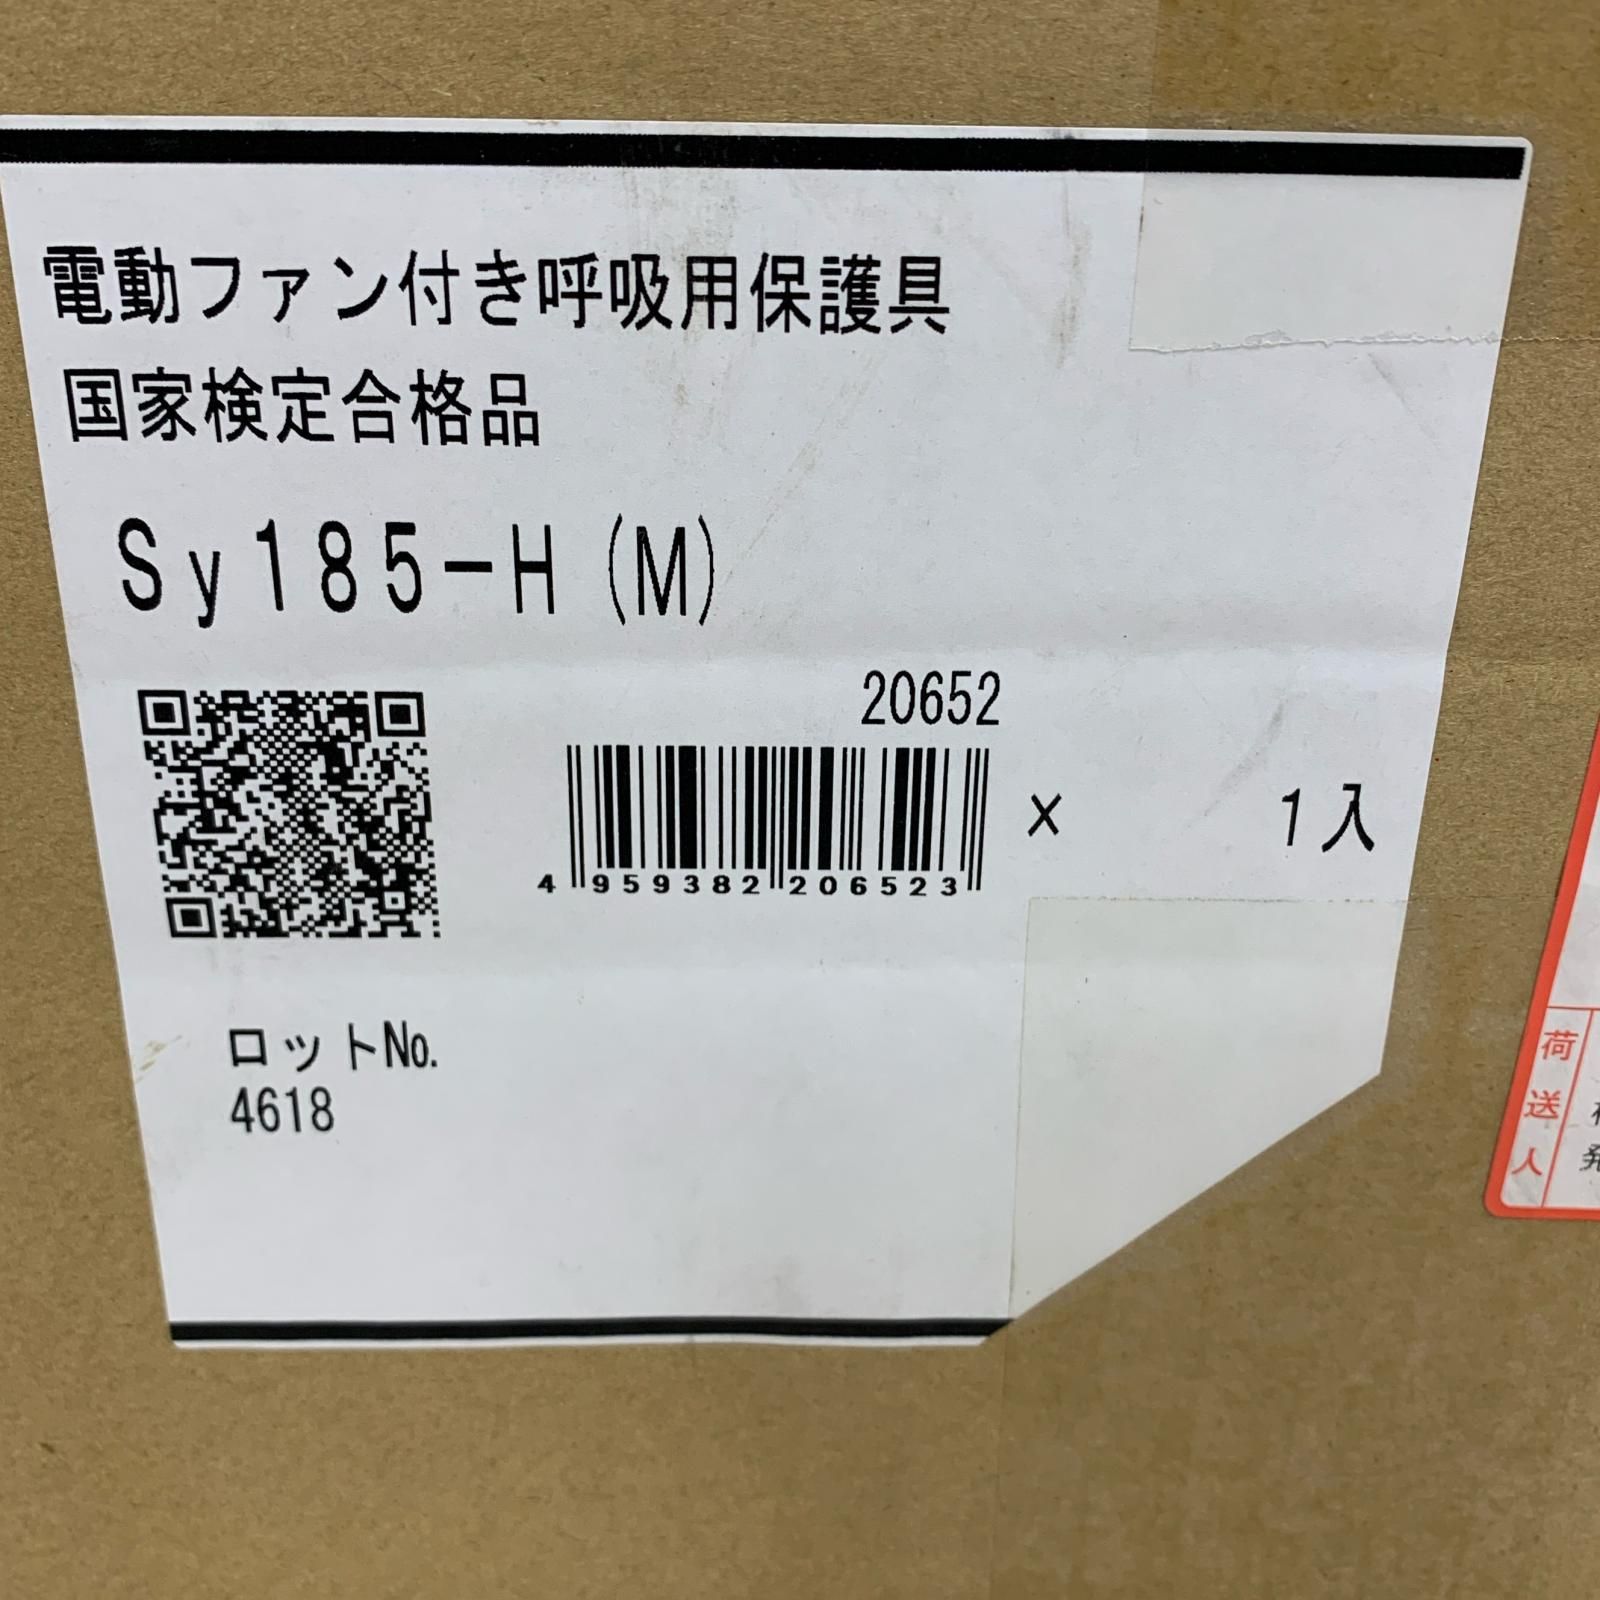 電動ファン付き呼吸用保護具
国家検定合格品
Sy185-H(M)
20652
4 959382 206523
× 1入
ロットNo.
4618
荷送人
発